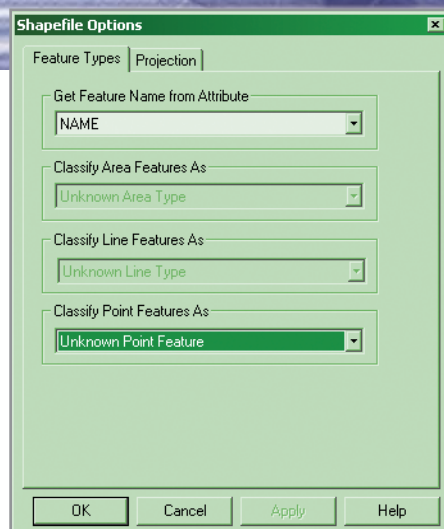 Shapefile Options
Feature Types Projection
Get Feature Name from Attribute
NAME
Classify Area Features As
Unknown Area Type
Classify Line Features As
Unknown Line Type
Classify Point Features As
Unknown Point Feature
OK Cancel Apply Help